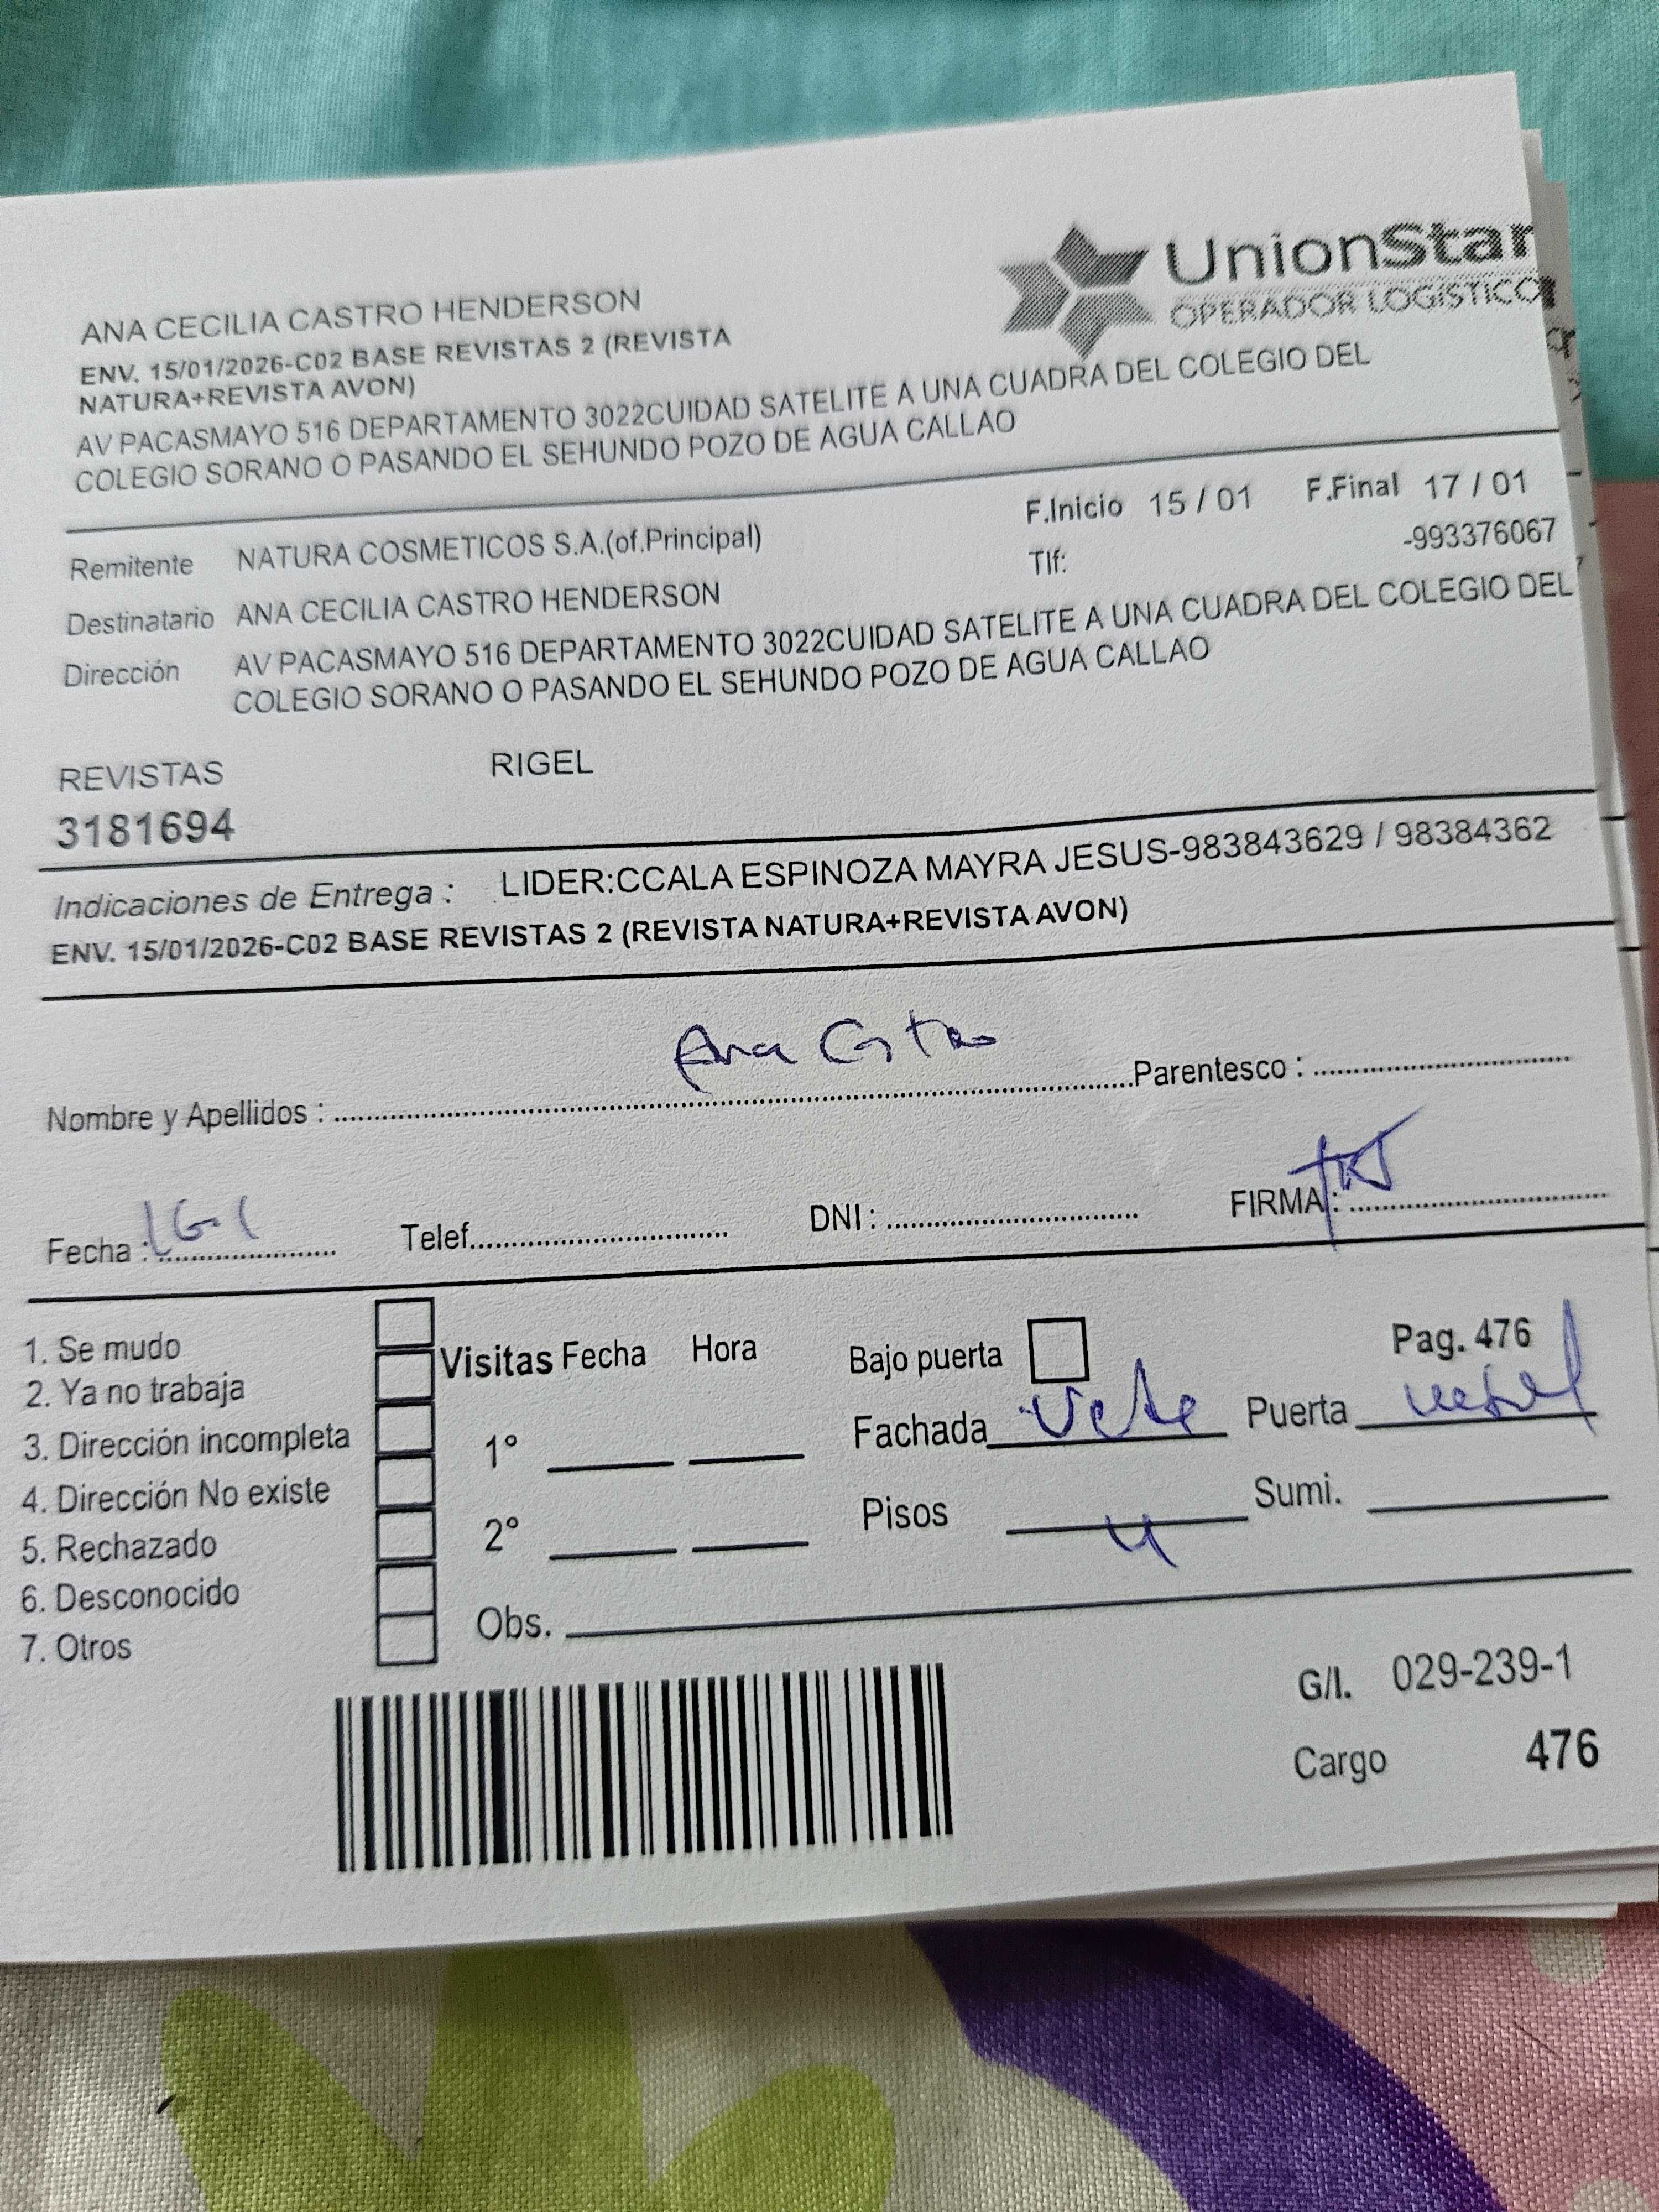 UnionStar
OPERADOR LOGÍSTICO
ANA CECILIA CASTRO HENDERSON
ENV. 15/01/2026-C02 BASE REVISTAS 2 (REVISTA
NATURA+REVISTA AVON)
AV PACASMAYO 516 DEPARTAMENTO 3022CUIDAD SATELITE A UNA CUADRA DEL COLEGIO DEL
COLEGIO SORANO O PASANDO EL SEHUNDO POZO DE AGUA CALLAO
F.Inicio 15 / 01 F.Final 17 / 01
Remitente NATURA COSMETICOS S.A.(of.Principal) Tlf: -993376067
Destinatario ANA CECILIA CASTRO HENDERSON
Dirección AV PACASMAYO 516 DEPARTAMENTO 3022CUIDAD SATELITE A UNA CUADRA DEL COLEGIO DEL
COLEGIO SORANO O PASANDO EL SEHUNDO POZO DE AGUA CALLAO
REVISTAS RIGEL
3181694
Indicaciones de Entrega : LIDER:CCALA ESPINOZA MAYRA JESUS-983843629 / 98384362
ENV. 15/01/2026-C02 BASE REVISTAS 2 (REVISTA NATURA+REVISTA AVON)
Nombre y Apellidos : Ana Castro Parentesco :
Fecha : Telef. DNI : FIRMA :
1. Se mudo
2. Ya no trabaja
3. Dirección incompleta
4. Dirección No existe
5. Rechazado
6. Desconocido
7. Otros
Visitas Fecha Hora
1°
2°
Obs.
Bajo puerta Pag. 476
Fachada Puerta
Pisos 4 Sumi.
G/I. 029-239-1
Cargo 476